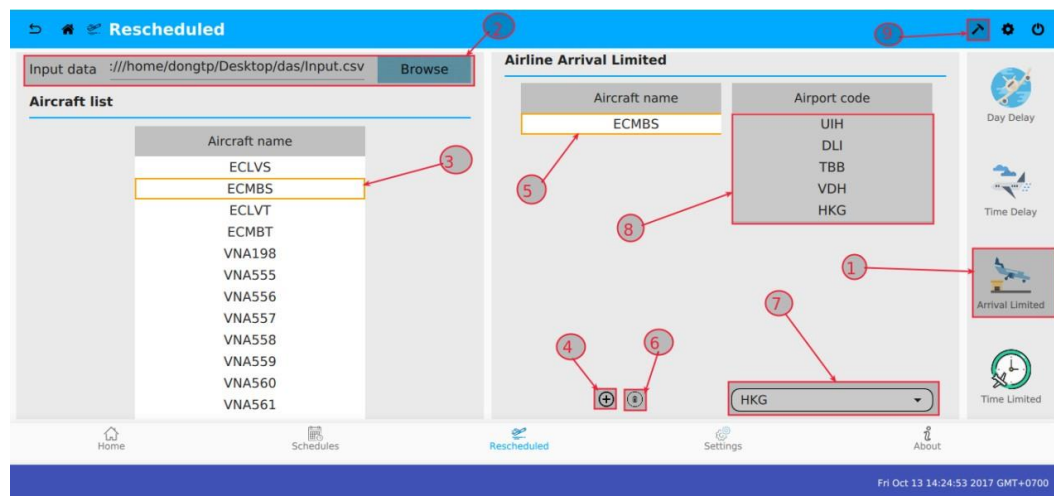 Rescheduled
2
9
Input data :///home/dongtp/Desktop/das/Input.csv Browse
Aircraft list
Aircraft name
ECLVS
ECMBS
ECLVT
ECMBT
VNA198
VNA555
VNA556
VNA557
VNA558
VNA559
VNA560
VNA561
3
Airline Arrival Limited
Aircraft name Airport code
ECMBS
UIH
DLI
TBB
VDH
HKG
5
8
1
7
4
6
HKG
Day Delay
Time Delay
Arrival Limited
Time Limited
Home Schedules Rescheduled Settings About
Fri Oct 13 14:24:53 2017 GMT+0700